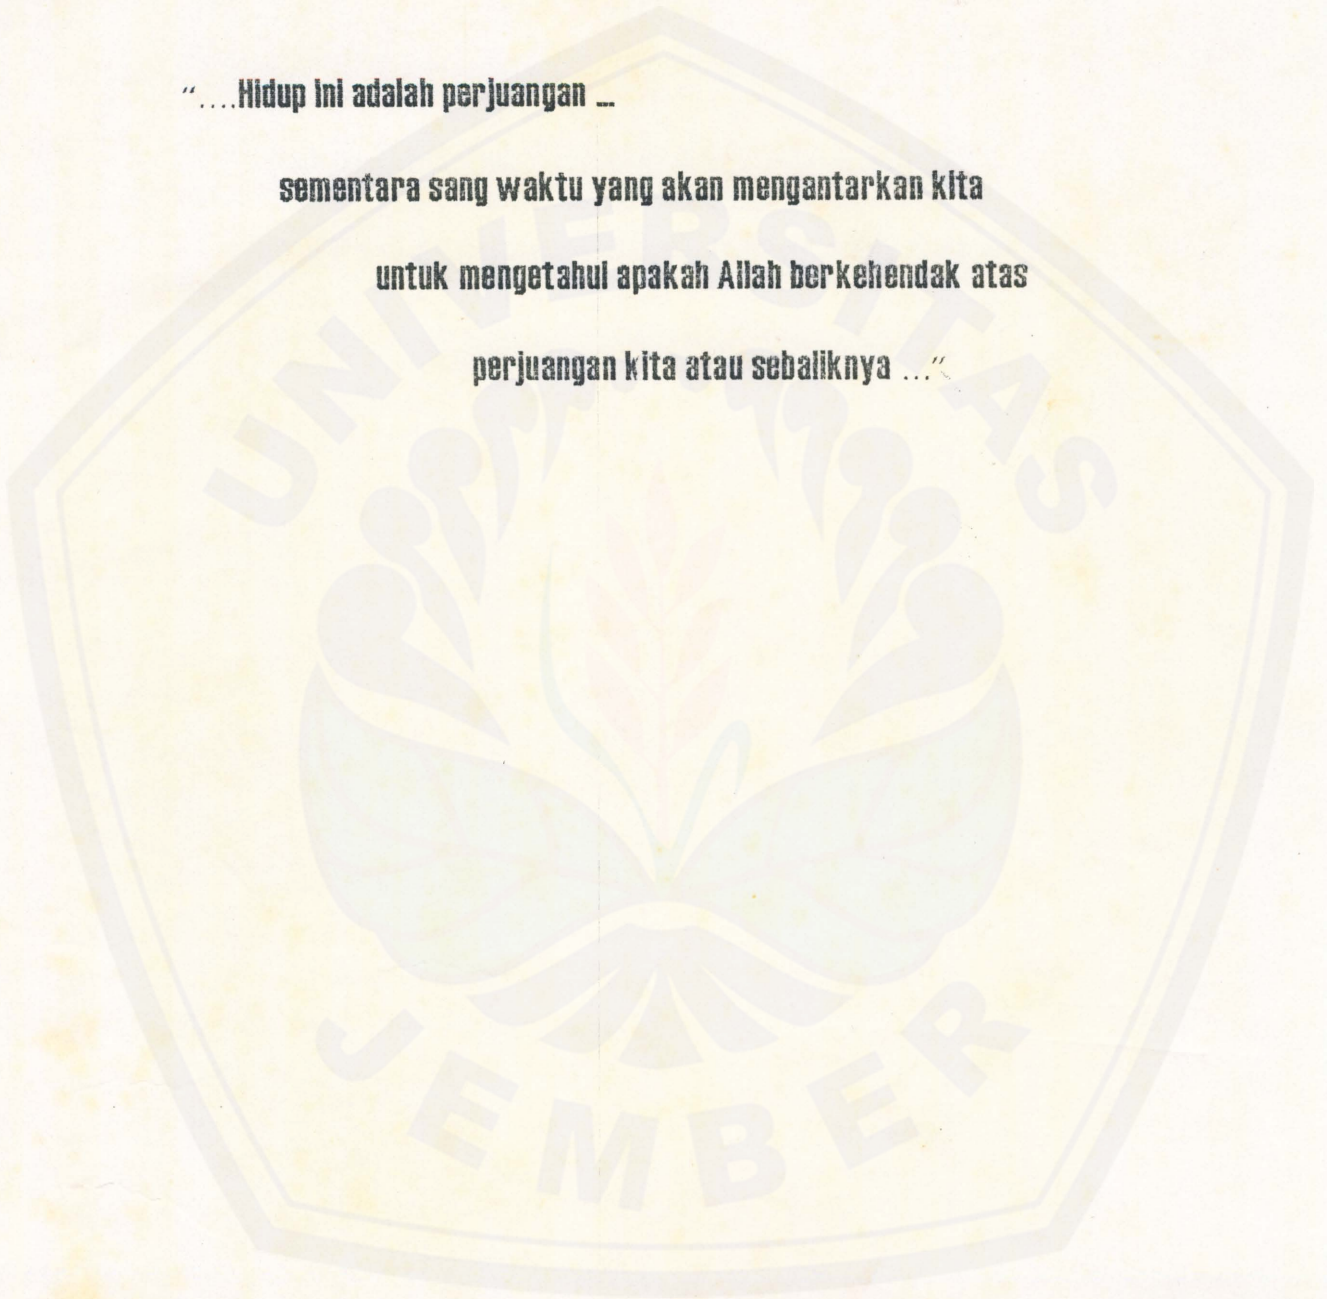 “....Hidup ini adalah perjuangan ...
sementara sang waktu yang akan mengantarkan kita
untuk mengetahui apakah Allah berkehendak atas
perjuangan kita atau sebaliknya ...”
UNIVERSITAS
JEMBER